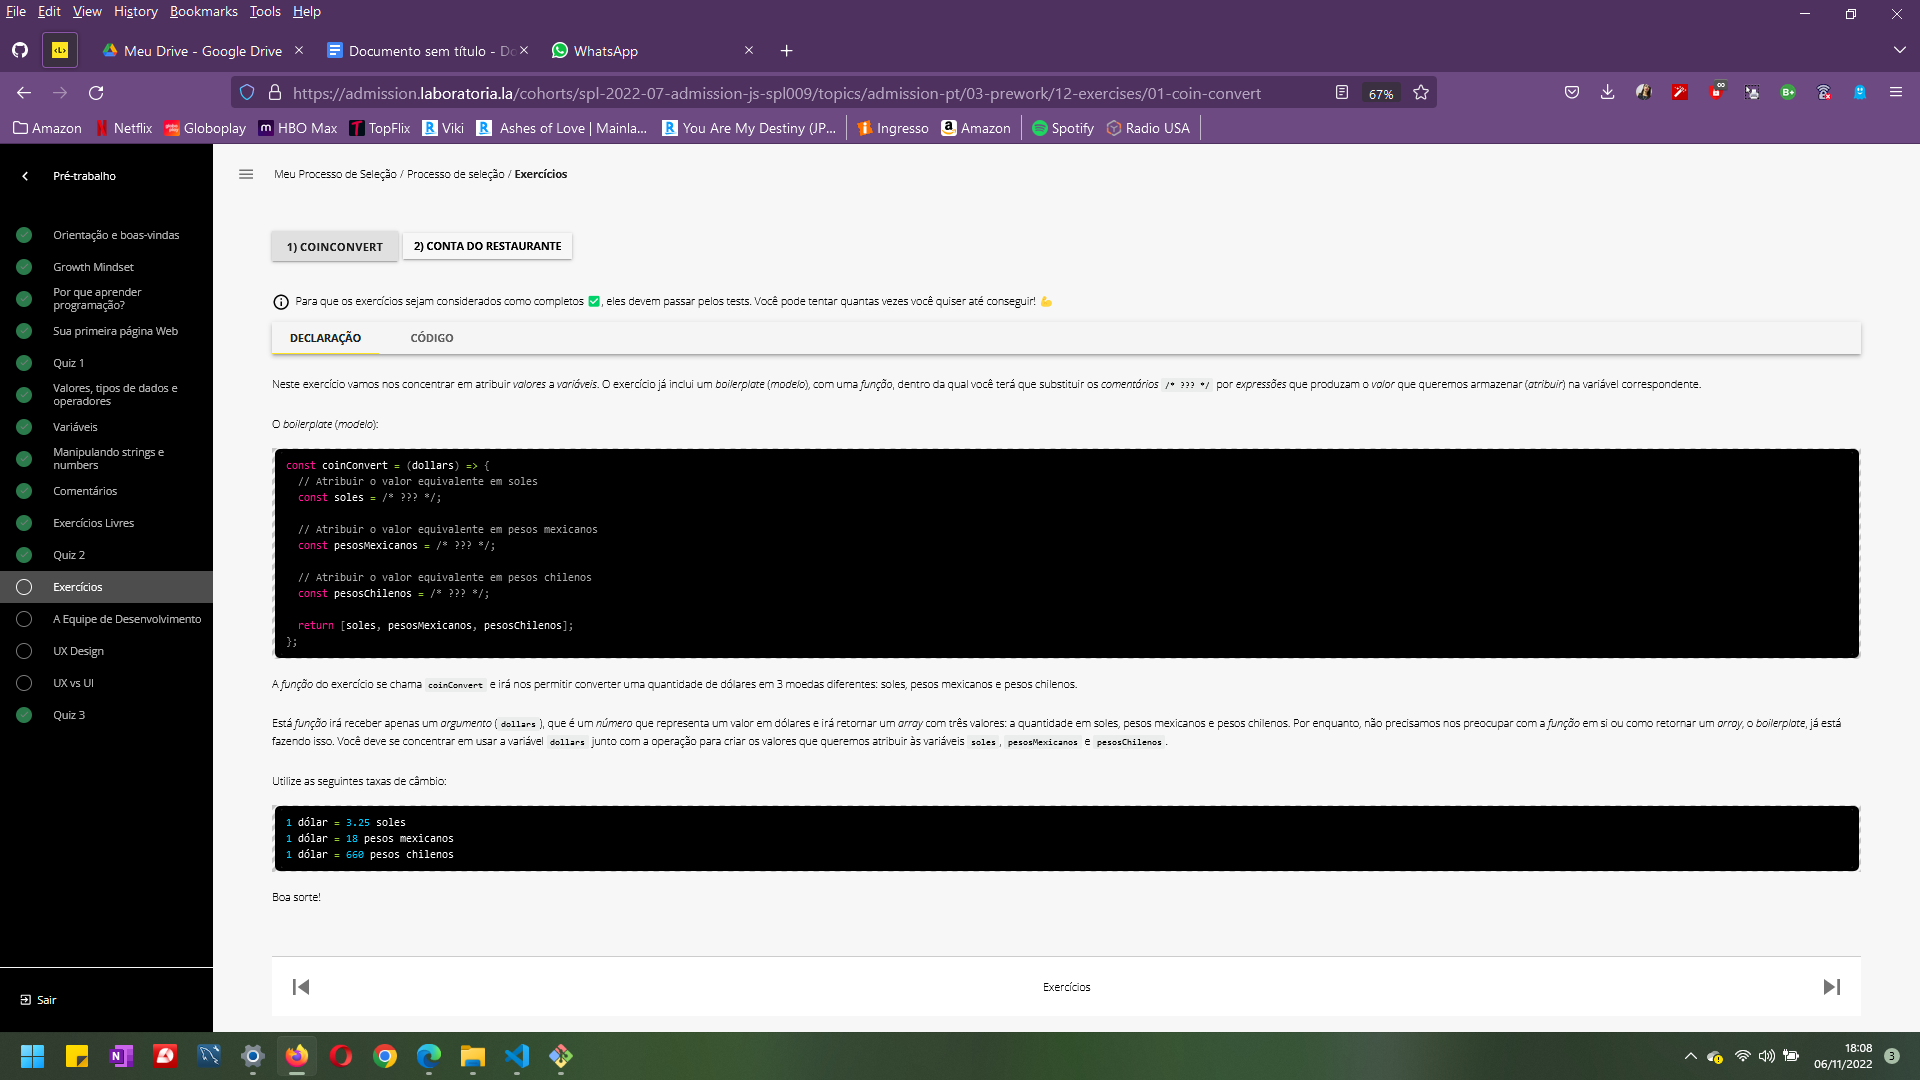 File Edit View History Bookmarks Tools Help
Meu Drive - Google Drive
Documento sem título - Do
WhatsApp
https://admission.laboratoria.la/cohorts/spl-2022-07-admission-js-spl009/topics/admission-pt/03-prework/12-exercises/01-coin-convert
67%
Amazon Netflix Globoplay HBO Max TopFlix Viki Ashes of Love | Mainla... You Are My Destiny (JP... Ingresso Amazon Spotify Radio USA
Pré-trabalho
Orientação e boas-vindas
Growth Mindset
Por que aprender
programação?
Sua primeira página Web
Quiz 1
Valores, tipos de dados e
operadores
Variáveis
Manipulando strings e
numbers
Comentários
Exercícios Livres
Quiz 2
Exercícios
A Equipe de Desenvolvimento
UX Design
UX vs UI
Quiz 3
Sair
Meu Processo de Seleção / Processo de seleção / Exercícios
1) COINCONVERT
2) CONTA DO RESTAURANTE
Para que os exercícios sejam considerados como completos ✅, eles devem passar pelos tests. Você pode tentar quantas vezes você quiser até conseguir! 💪
DECLARAÇÃO CÓDIGO
Neste exercício vamos nos concentrar em atribuir valores a variáveis. O exercício já inclui um boilerplate (modelo), com uma função, dentro da qual você terá que substituir os comentários /* ??? */ por expressões que produzam o valor que queremos armazenar (atribuir) na variável correspondente.
O boilerplate (modelo):
const coinConvert = (dollars) => {
// Atribuir o valor equivalente em soles
const soles = /* ??? */;
// Atribuir o valor equivalente em pesos mexicanos
const pesosMexicanos = /* ??? */;
// Atribuir o valor equivalente em pesos chilenos
const pesosChilenos = /* ??? */;
return [soles, pesosMexicanos, pesosChilenos];
};
A função do exercício se chama coinConvert e irá nos permitir converter uma quantidade de dólares em 3 moedas diferentes: soles, pesos mexicanos e pesos chilenos.
Está função irá receber apenas um argumento ( dollars ), que é um número que representa um valor em dólares e irá retornar um array com três valores: a quantidade em soles, pesos mexicanos e pesos chilenos. Por enquanto, não precisamos nos preocupar com a função em si ou como retornar um array, o boilerplate, já está
fazendo isso. Você deve se concentrar em usar a variável dollars junto com a operação para criar os valores que queremos atribuir às variáveis soles , pesosMexicanos e pesosChilenos .
Utilize as seguintes taxas de câmbio:
1 dólar = 3.25 soles
1 dólar = 18 pesos mexicanos
1 dólar = 660 pesos chilenos
Boa sorte!
Exercícios
18:08
06/11/2022
3